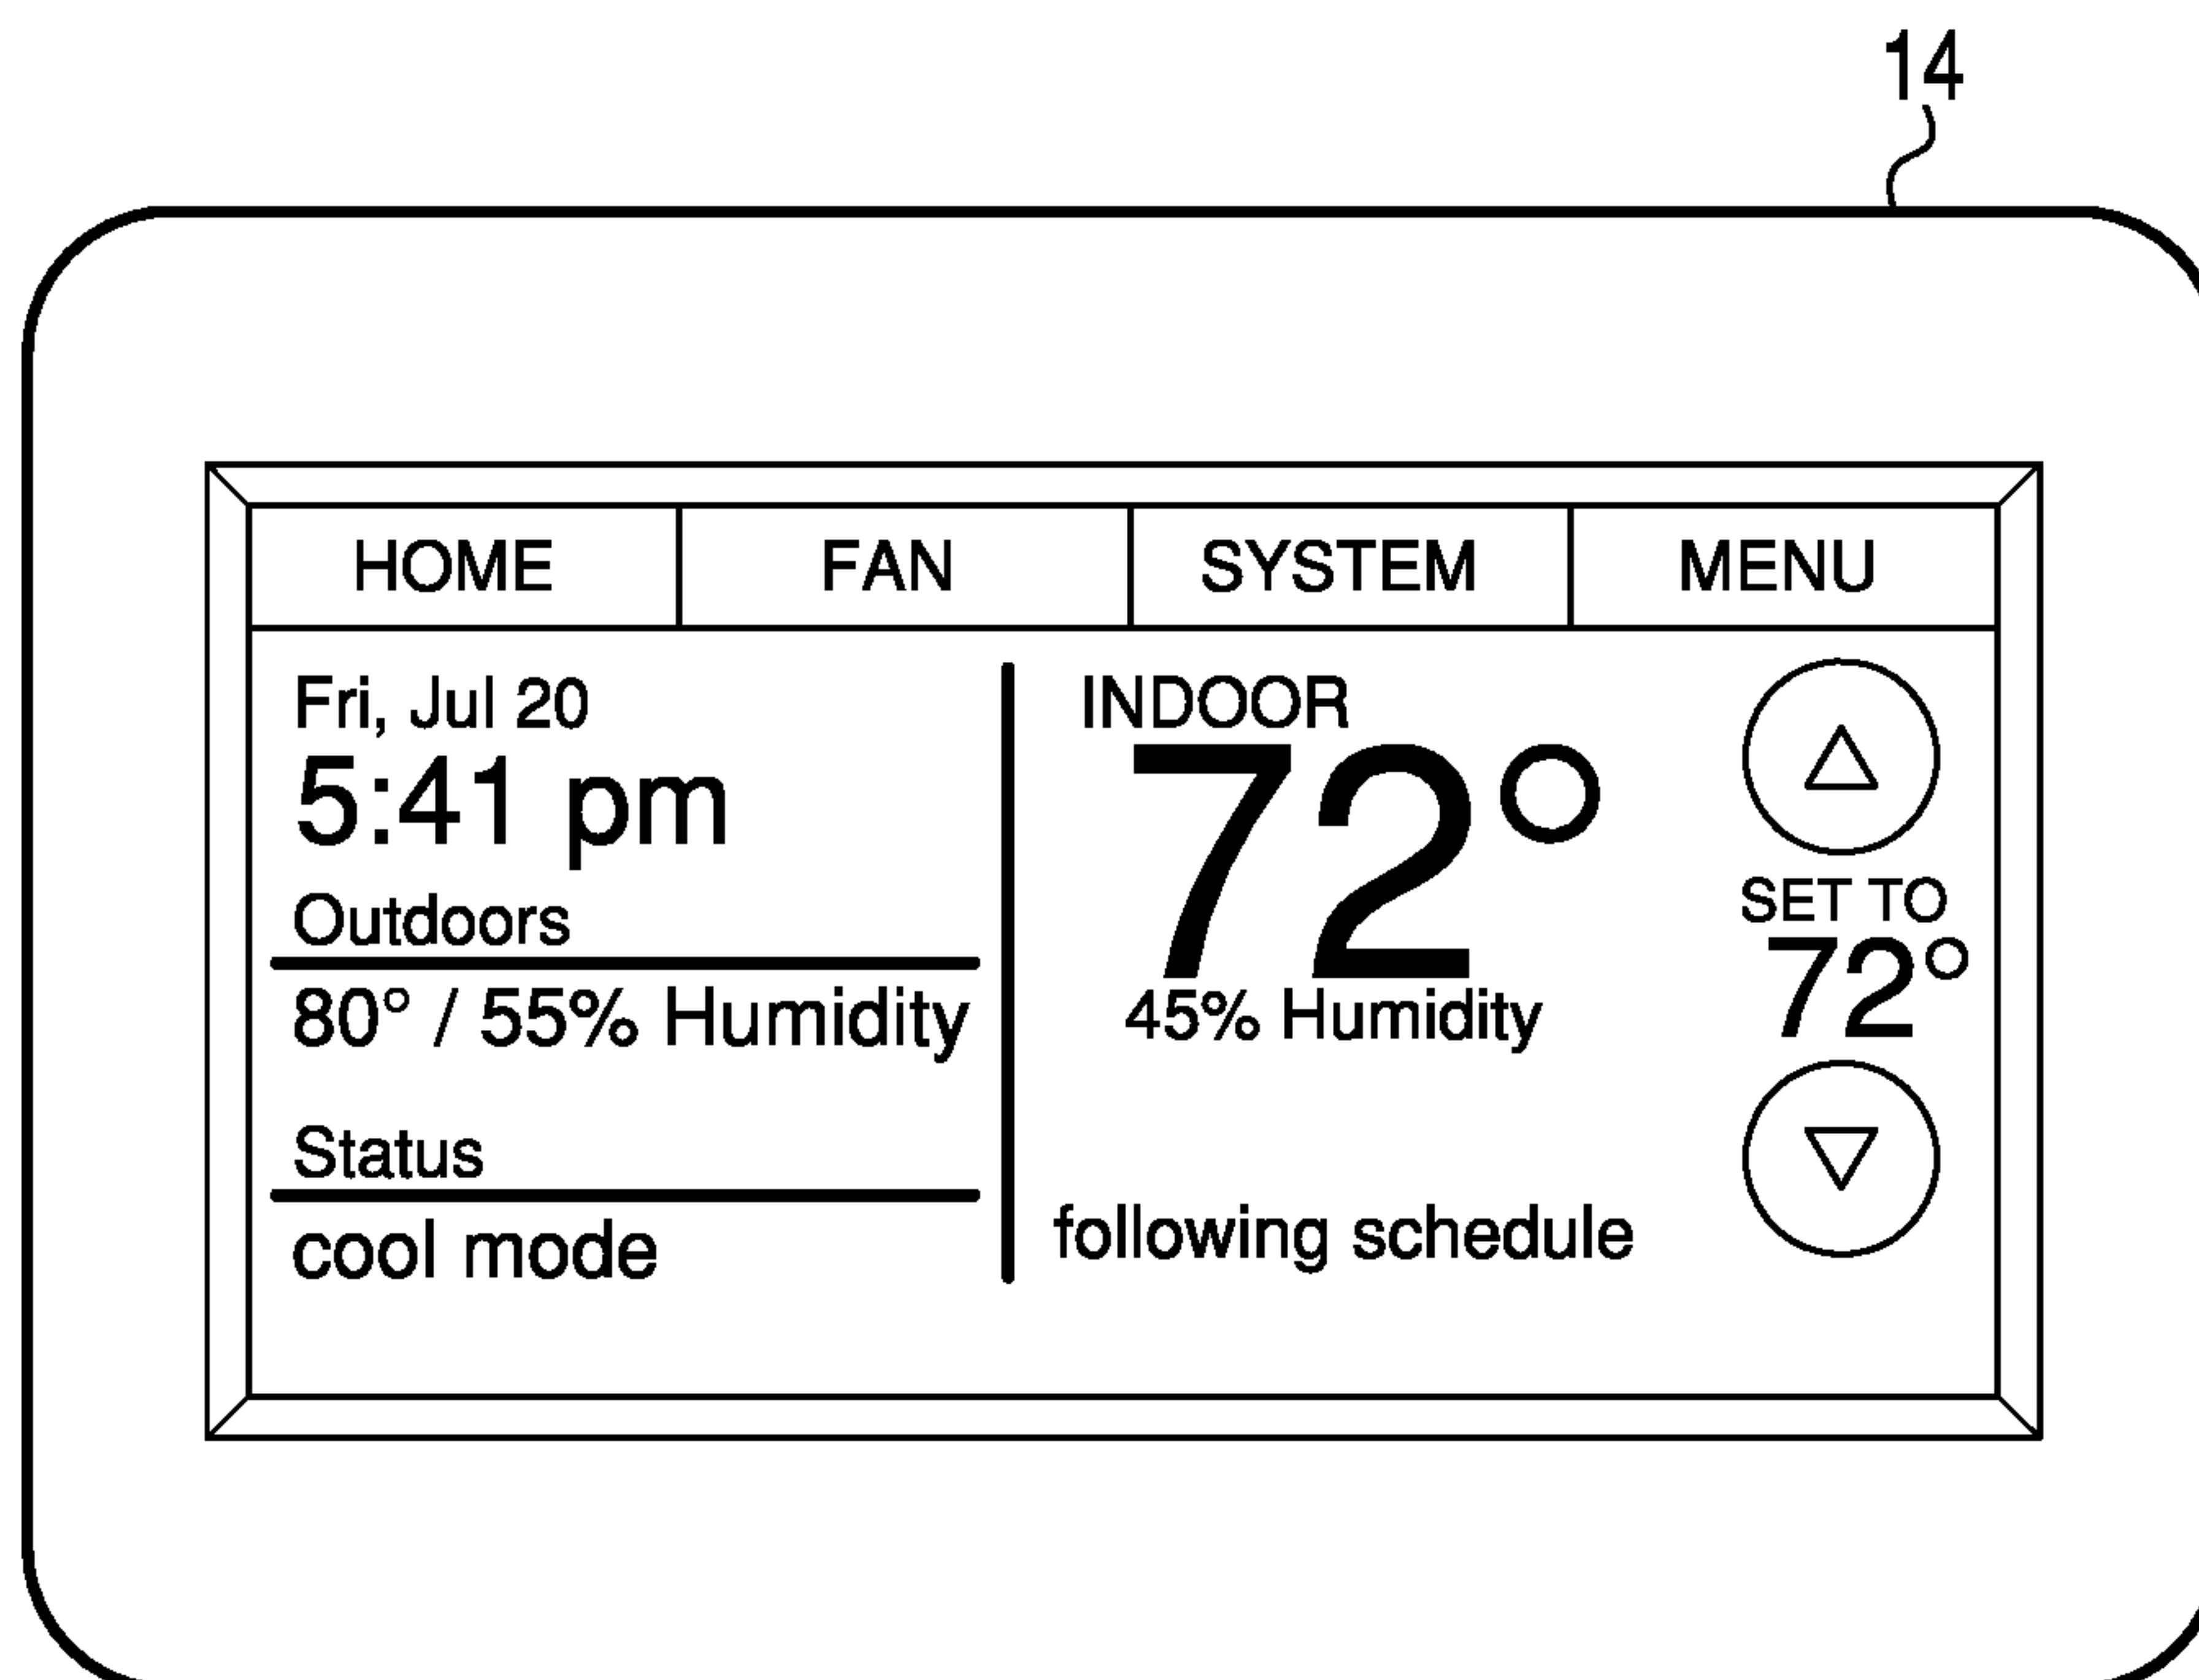 14
HOME FAN SYSTEM MENU
Fri, Jul 20
5:41 pm
Outdoors
80° / 55% Humidity
Status
cool mode
INDOOR
72°
45% Humidity
following schedule
SET TO
72°